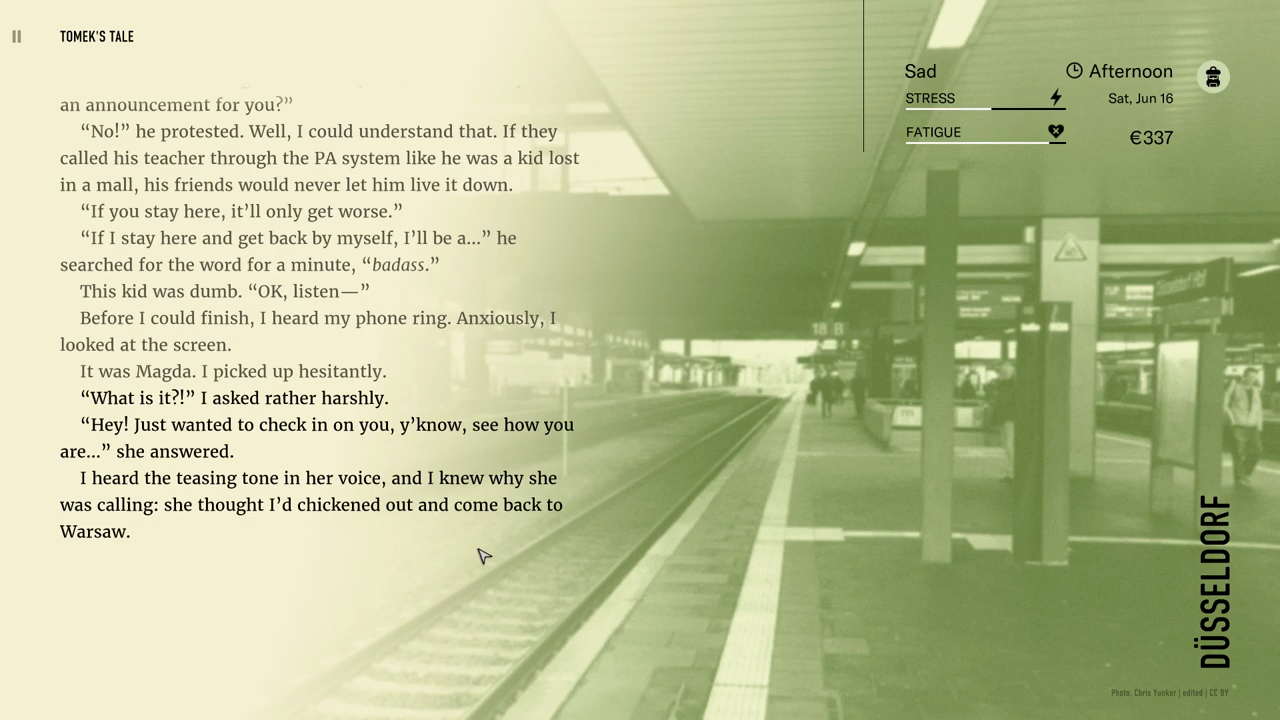 TOMEK'S TALE
an announcement for you?”
“No!” he protested. Well, I could understand that. If they
called his teacher through the PA system like he was a kid lost
in a mall, his friends would never let him live it down.
“If you stay here, it’ll only get worse.”
“If I stay here and get back by myself, I’ll be a...” he
searched for the word for a minute, “badass.”
This kid was dumb. “OK, listen—”
Before I could finish, I heard my phone ring. Anxiously, I
looked at the screen.
It was Magda. I picked up hesitantly.
“What is it?!” I asked rather harshly.
“Hey! Just wanted to check in on you, y’know, see how you
are...” she answered.
I heard the teasing tone in her voice, and I knew why she
was calling: she thought I’d chickened out and come back to
Warsaw.
Sad
Afternoon
STRESS
Sat, Jun 16
FATIGUE
€337
18 B
Düsseldorf Hbf
DÜSSELDORF
Photo: Chris Yunker | edited | CC BY